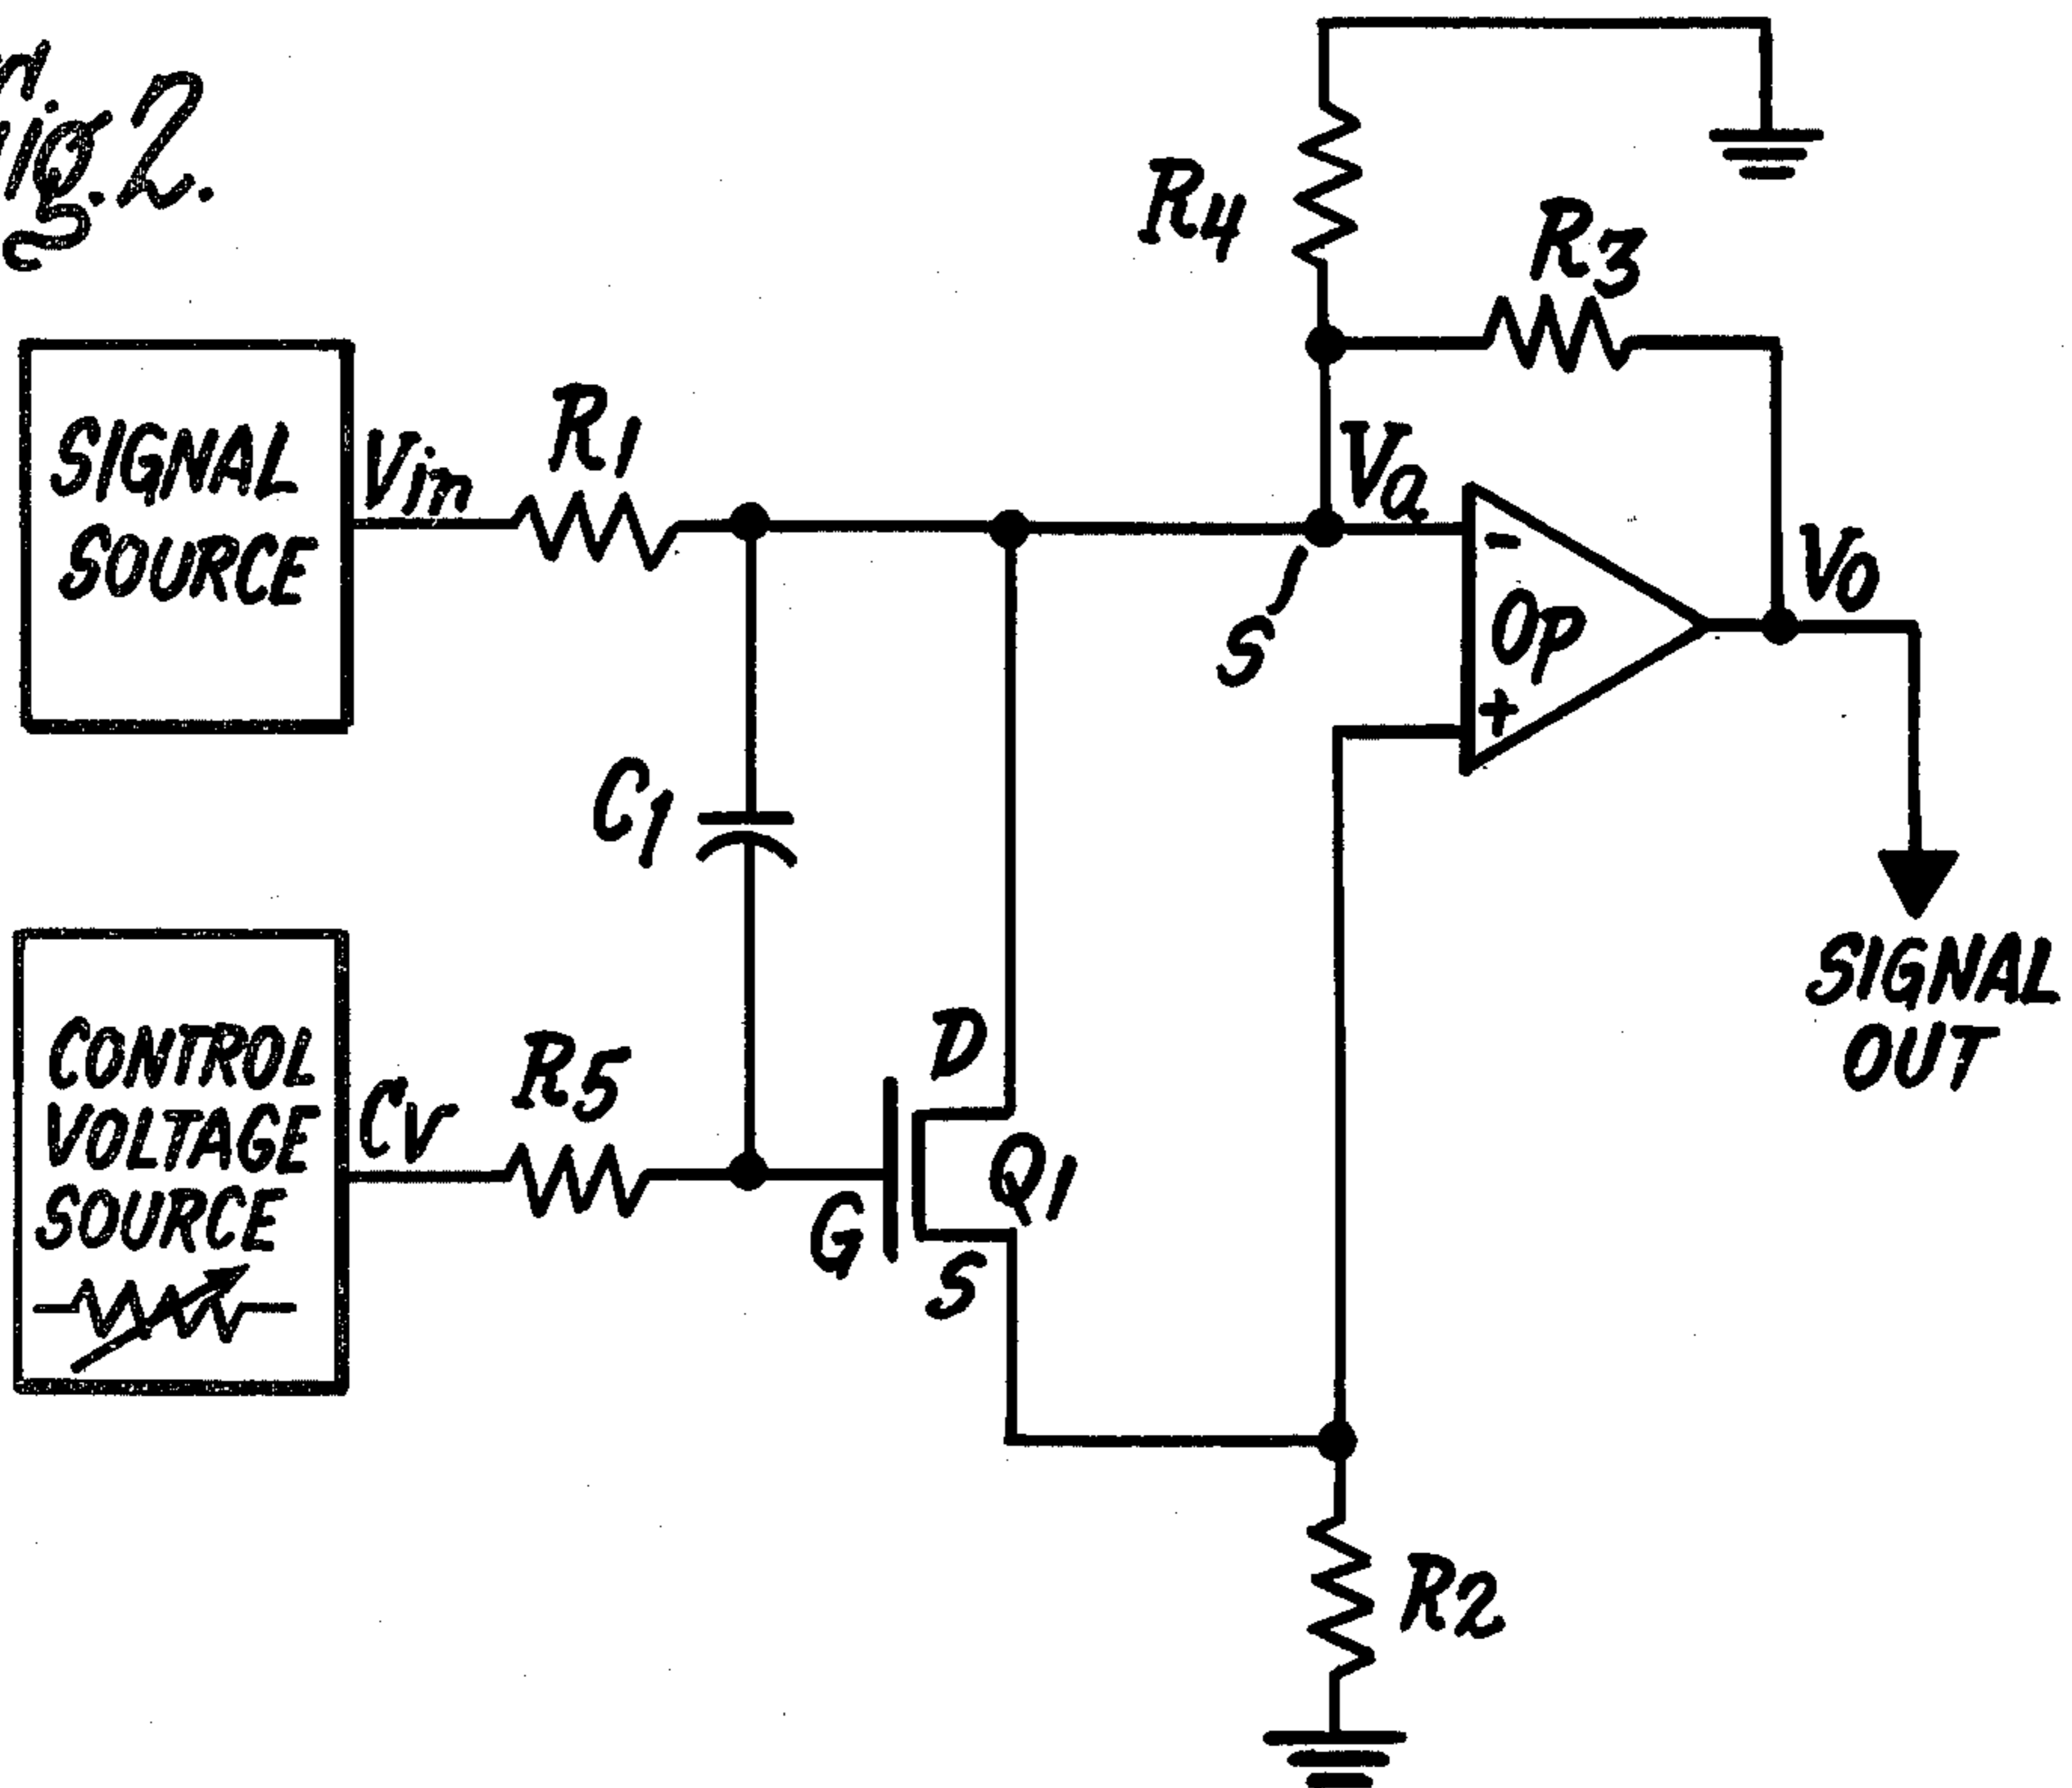 Fig. 2.
R4
R3
SIGNAL
SOURCE
Vin
R1
Va
S'
-
OP
+
Vo
C1
SIGNAL
OUT
CONTROL
VOLTAGE
SOURCE
Cv
R5
D
G
Q1
S
R2